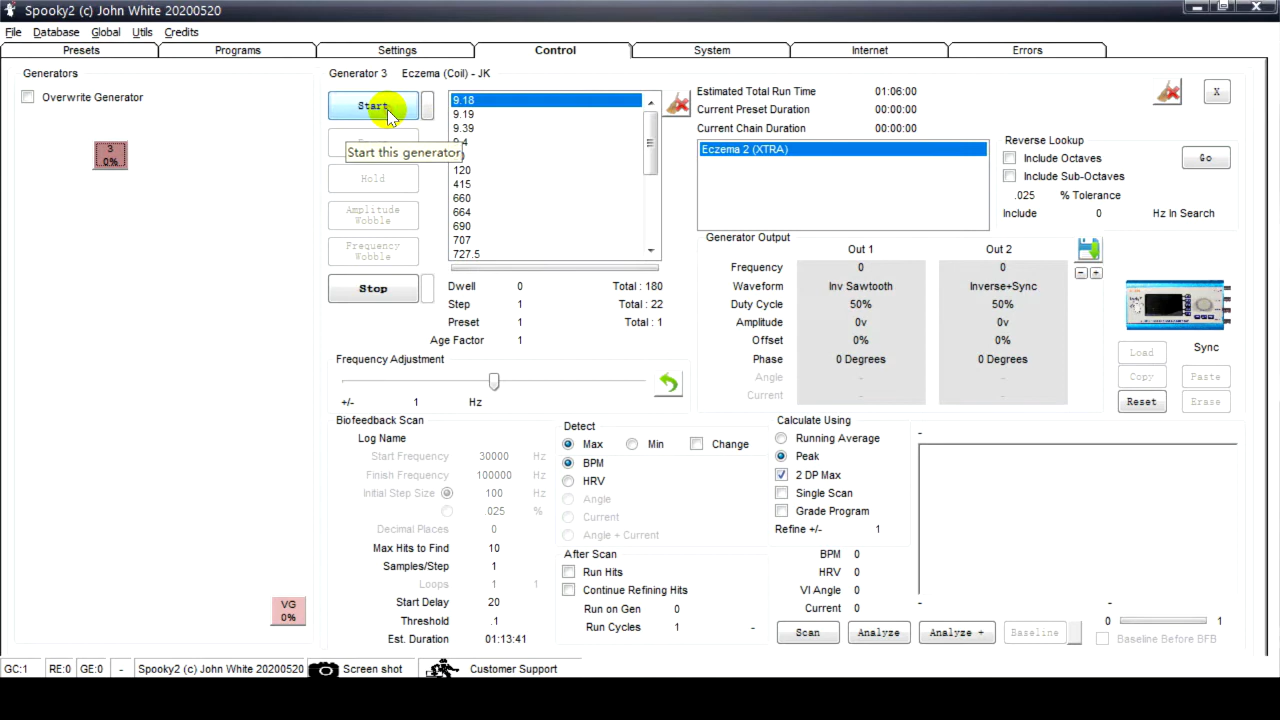 Spooky2 (c) John White 20200520
File Database Global Utils Credits
Presets Programs Settings Control System Internet Errors
Generators
Overwrite Generator
3
0%
VG
0%
Generator 3 Eczema (Coil) - JK
Start
Start this generator
Hold
Amplitude
Wobble
Frequency
Wobble
Stop
9.18
9.19
9.39
120
415
660
664
690
707
727.5
Dwell 0 Total : 180
Step 1 Total : 22
Preset 1 Total : 1
Age Factor 1
Frequency Adjustment
+/- 1 Hz
Estimated Total Run Time 01:06:00
Current Preset Duration 00:00:00
Current Chain Duration 00:00:00
Eczema 2 (XTRA)
X
Reverse Lookup
Include Octaves
Go
Include Sub-Octaves
.025 % Tolerance
Include 0 Hz In Search
Generator Output
Out 1 Out 2
Frequency 0 0
Waveform Inv Sawtooth Inverse+Sync
Duty Cycle 50% 50%
Amplitude 0v 0v
Offset 0% 0%
Phase 0 Degrees 0 Degrees
Angle - -
Current - -
- +
Load Sync
Copy Paste
Reset Erase
Biofeedback Scan
Log Name
Start Frequency 30000 Hz
Finish Frequency 100000 Hz
Initial Step Size 100 Hz
.025 %
Decimal Places 0
Max Hits to Find 10
Samples/Step 1
Loops 1 1
Start Delay 20
Threshold .1
Est. Duration 01:13:41
Detect
Max Min Change
BPM
HRV
Angle
Current
Angle + Current
After Scan
Run Hits
Continue Refining Hits
Run on Gen 0
Run Cycles 1 -
Calculate Using
Running Average
Peak
2 DP Max
Single Scan
Grade Program
Refine +/- 1
BPM 0
HRV 0
VI Angle 0
Current 0
-
- -
0 1
Scan Analyze Analyze + Baseline
Baseline Before BFB
GC:1 RE:0 GE:0 - Spooky2 (c) John White 20200520 Screen shot Customer Support